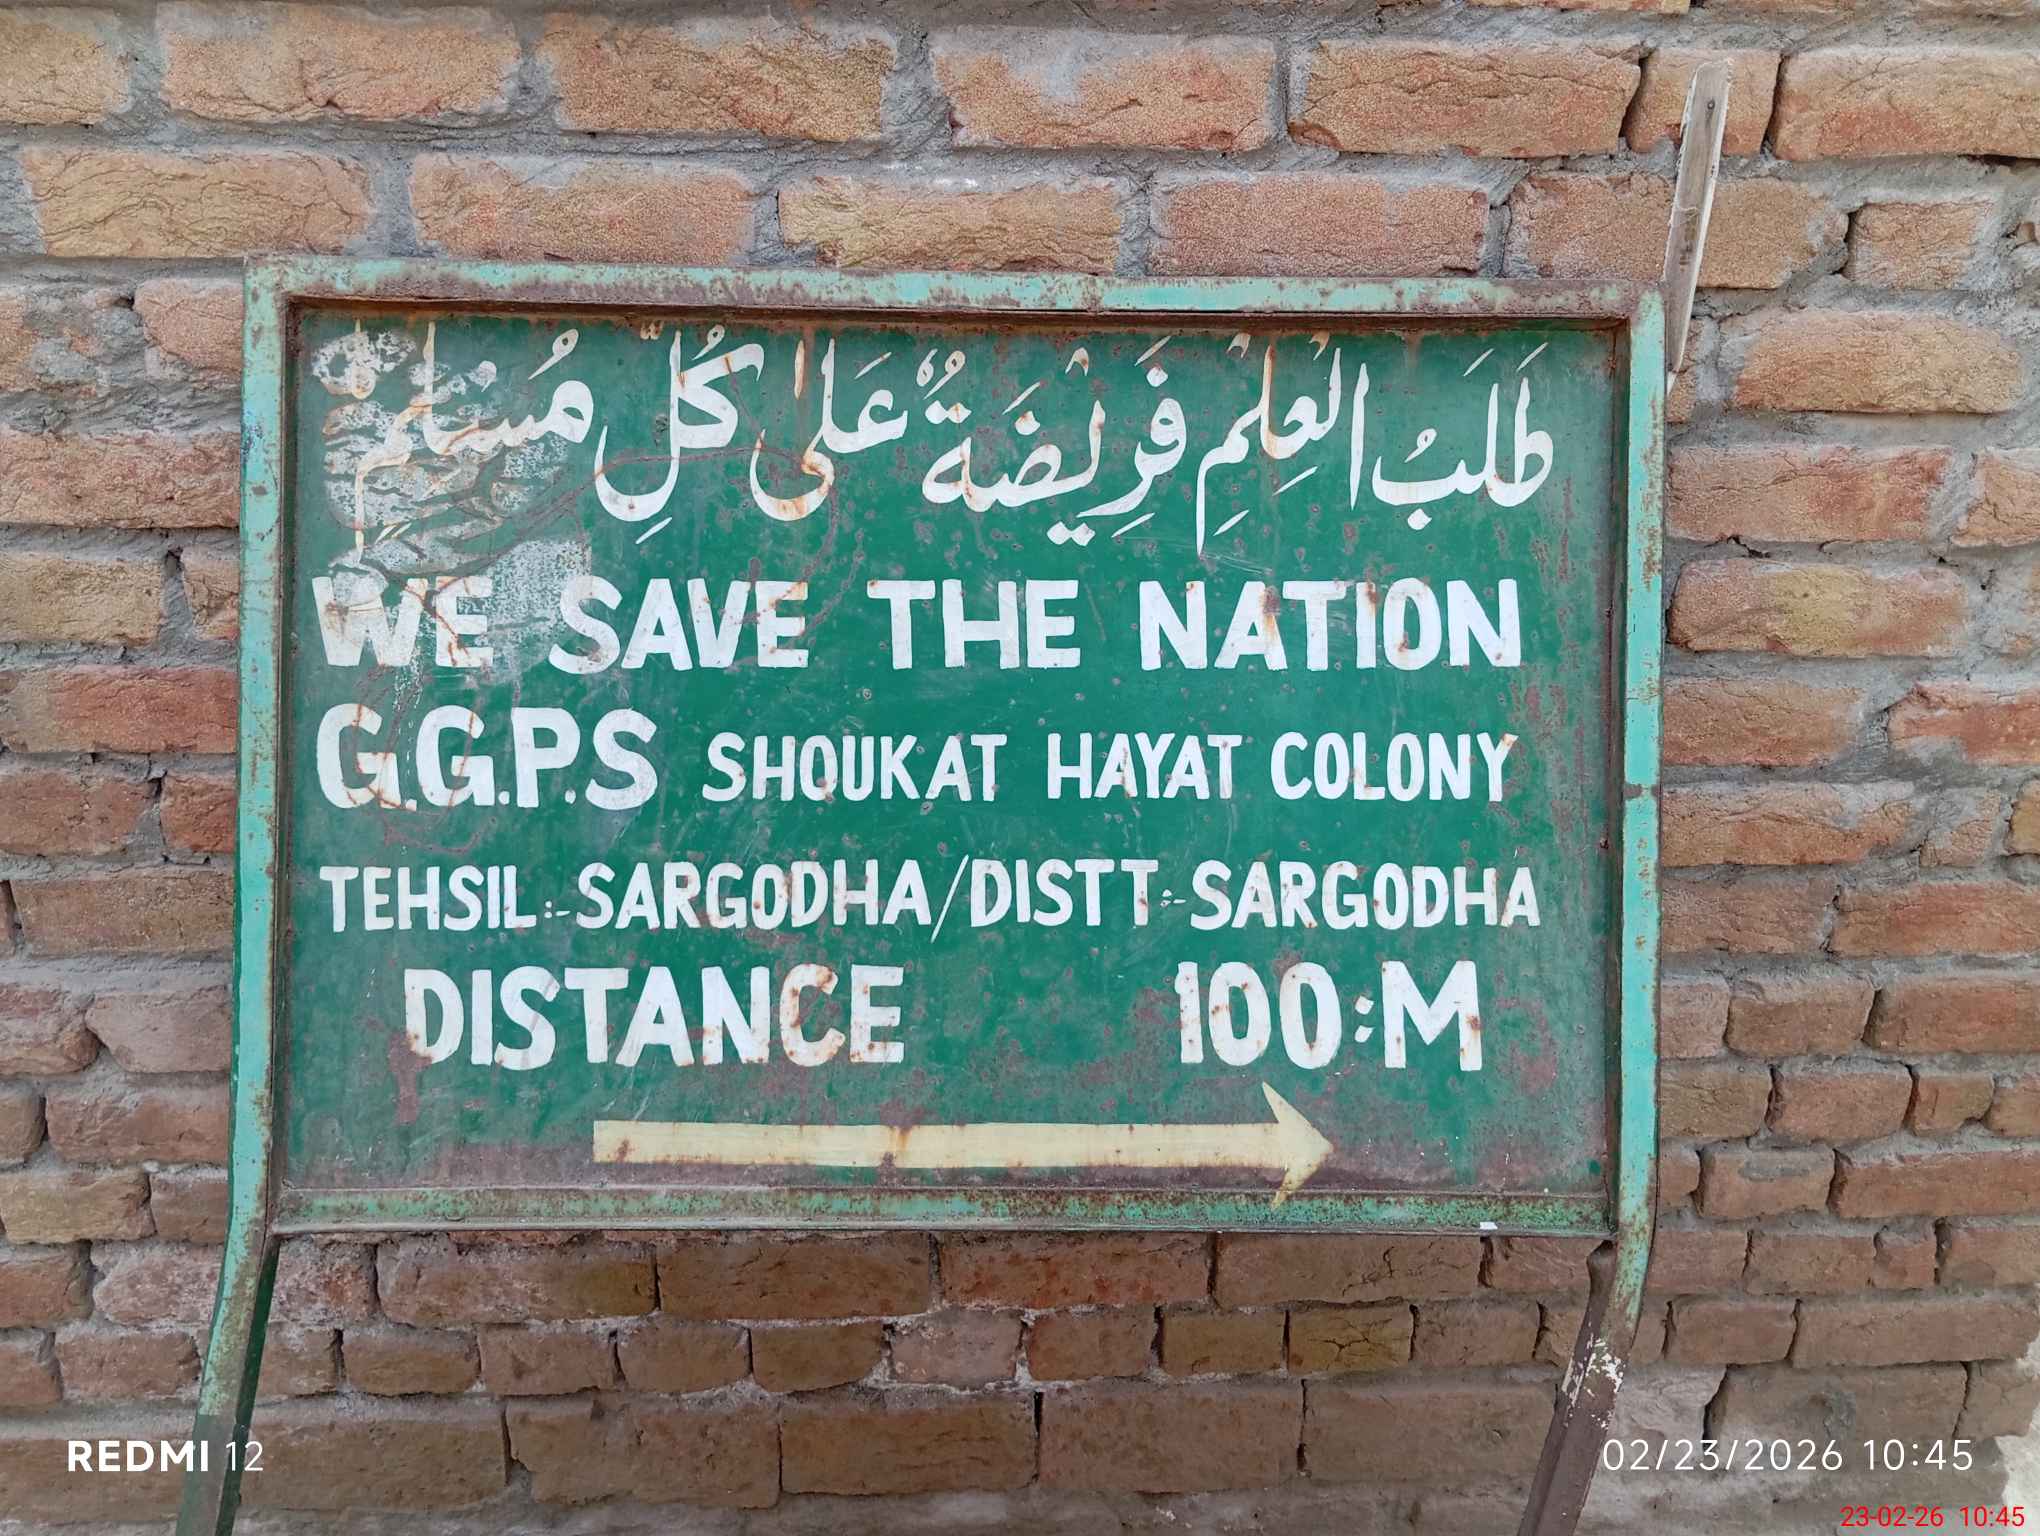 طَلَبُ الْعِلْمِ فَرِيْضَةٌ عَلٰى كُلِّ مُسْلِمٍ
WE SAVE THE NATION
G.G.P.S SHOUKAT HAYAT COLONY
TEHSIL:-SARGODHA/DISTT:-SARGODHA
DISTANCE 100:M
REDMI 12
02/23/2026 10:45
23-02-26 10:45